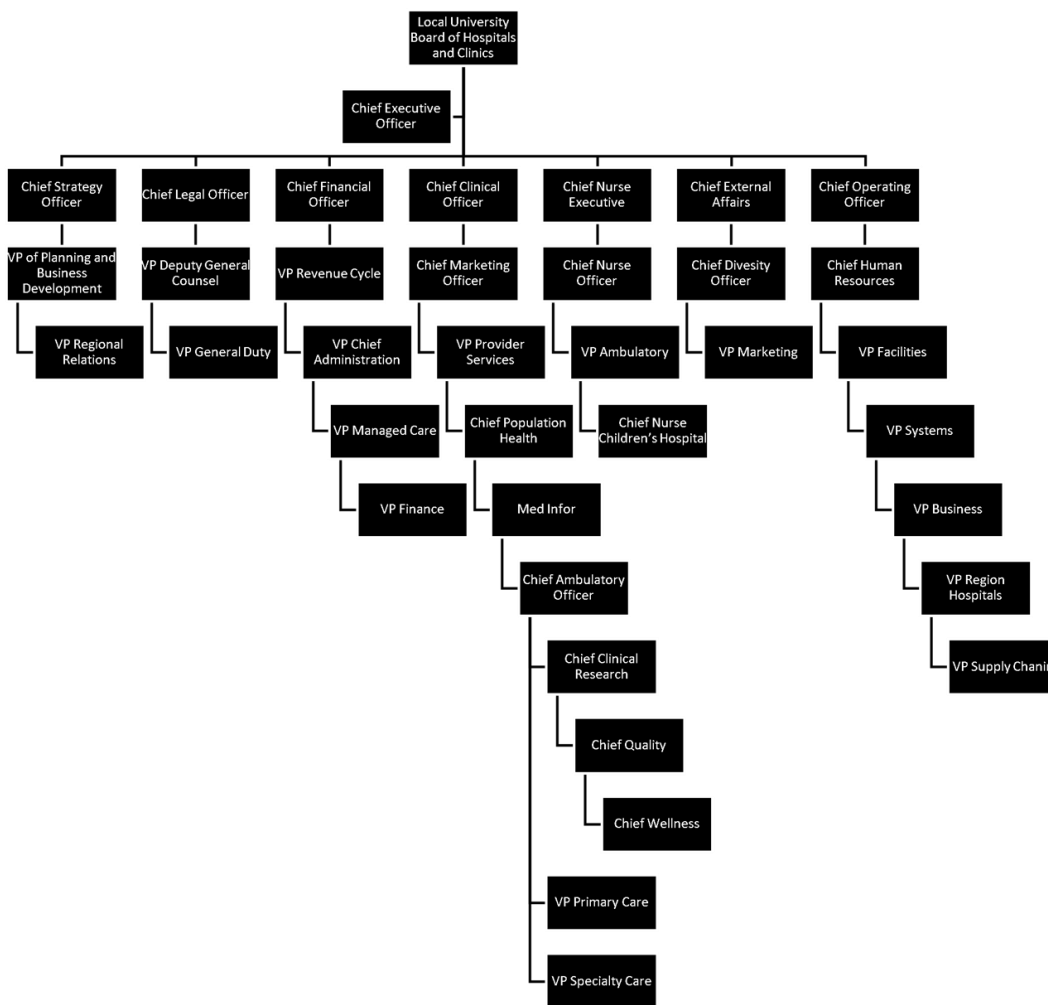 Local University
Board of Hospitals
and Clinics
Chief Executive
Officer
Chief Strategy
Officer
Chief Legal Officer
Chief Financial
Officer
Chief Clinical
Officer
Chief Nurse
Executive
Chief External
Affairs
Chief Operating
Officer
VP of Planning and
Business
Development
VP Deputy General
Counsel
VP Revenue Cycle
Chief Marketing
Officer
Chief Nurse
Officer
Chief Divesity
Officer
Chief Human
Resources
VP Regional
Relations
VP General Duty
VP Chief
Administration
VP Provider
Services
VP Ambulatory
VP Marketing
VP Facilities
VP Managed Care
Chief Population
Health
Chief Nurse
Children's Hospital
VP Systems
VP Finance
Med Infor
VP Business
Chief Ambulatory
Officer
VP Region
Hospitals
Chief Clinical
Research
VP Supply Chanin
Chief Quality
Chief Wellness
VP Primary Care
VP Specialty Care